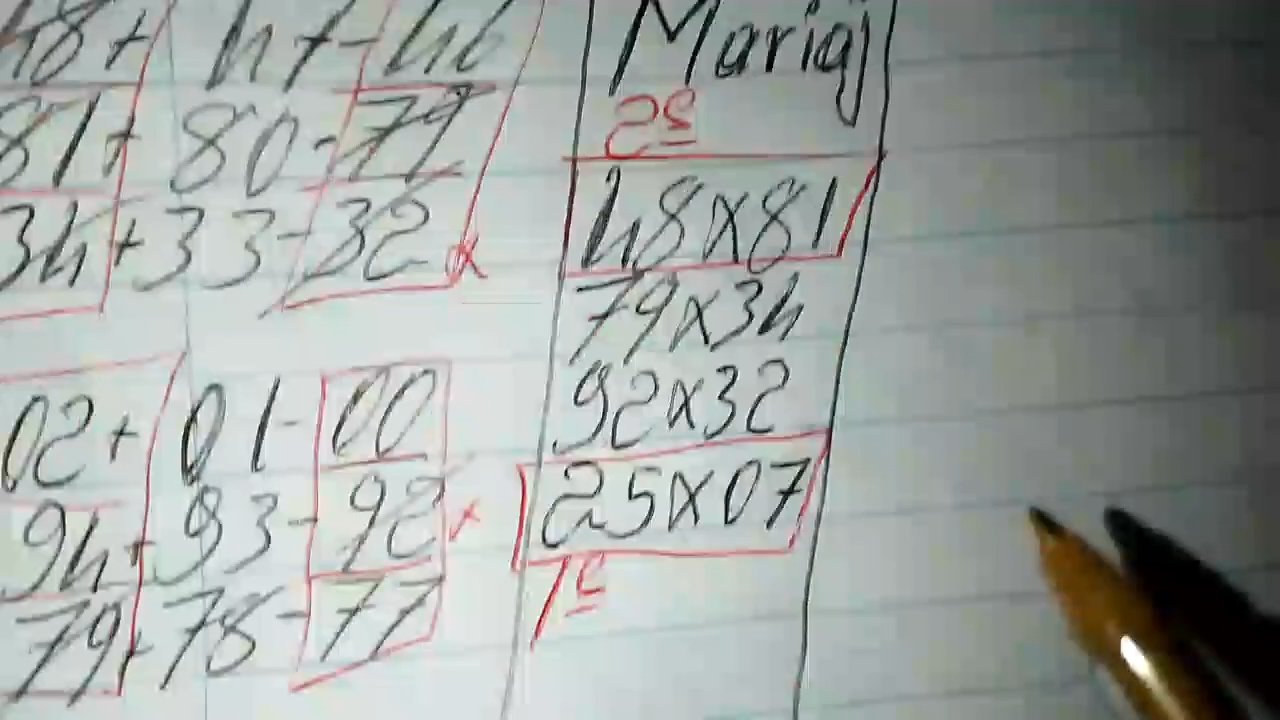 48+ 47-46
81+ 80-79
34+33-32 x
02+ 01-00
94+93-92 x
79+78-77
Mariaj
2º
48x81
79x34
92x32
25x07
1º